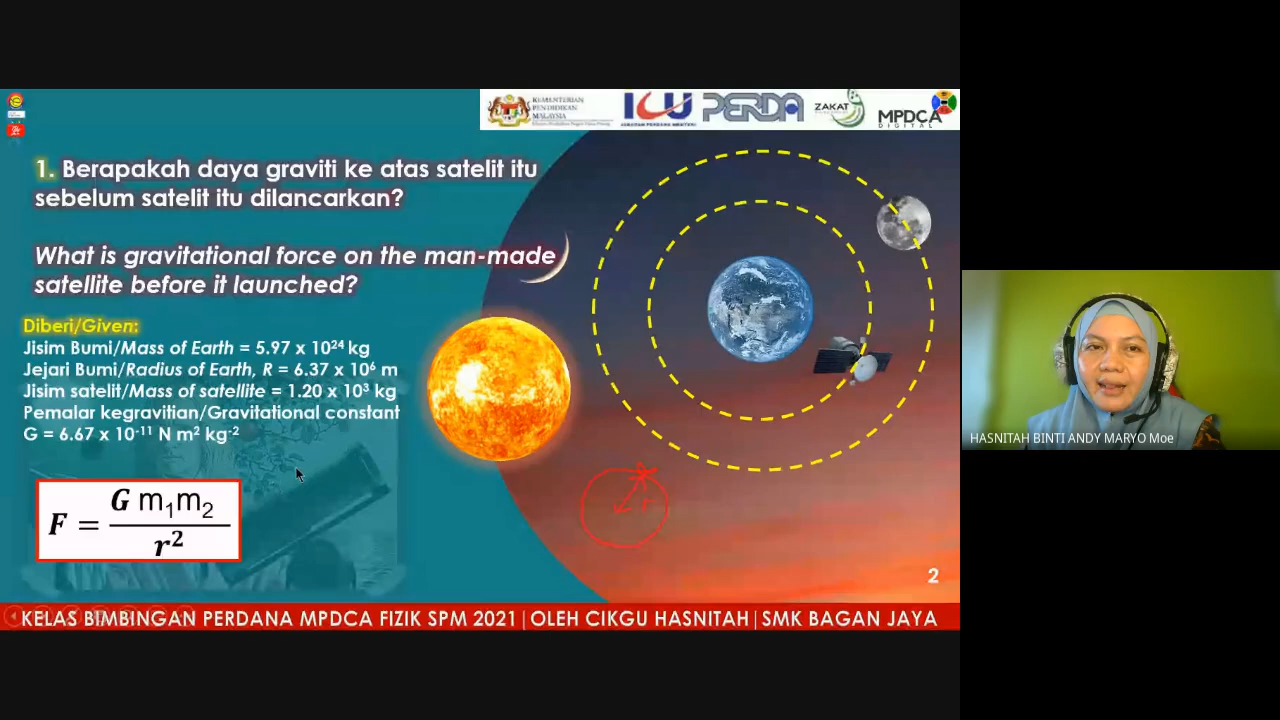 KEMENTERIAN
PENDIDIKAN
MALAYSIA
ICU
PERDA
ZAKAT
MPDCA
DIGITAL
1. Berapakah daya graviti ke atas satelit itu
sebelum satelit itu dilancarkan?
What is gravitational force on the man-made
satellite before it launched?
Diberi/Given:
Jisim Bumi/Mass of Earth = 5.97 x 10²⁴ kg
Jejari Bumi/Radius of Earth, R = 6.37 x 10⁶ m
Jisim satelit/Mass of satellite = 1.20 x 10³ kg
Pemalar kegravitian/Gravitational constant
G = 6.67 x 10⁻¹¹ N m² kg⁻²
F = G m₁m₂ / r²
r
2
KELAS BIMBINGAN PERDANA MPDCA FIZIK SPM 2021|OLEH CIKGU HASNITAH|SMK BAGAN JAYA
HASNITAH BINTI ANDY MARYO Moe